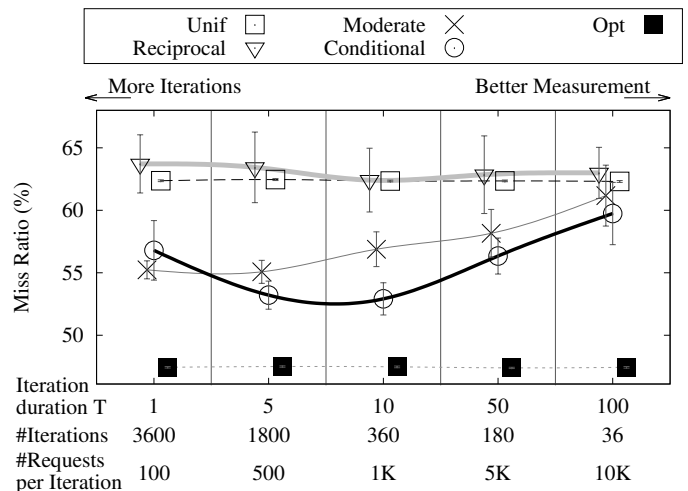 Unif Moderate Opt
Reciprocal Conditional
More Iterations Better Measurement
Miss Ratio (%)
65
60
55
50
Iteration
duration T 1 5 10 50 100
#Iterations 3600 1800 360 180 36
#Requests
per Iteration 100 500 1K 5K 10K